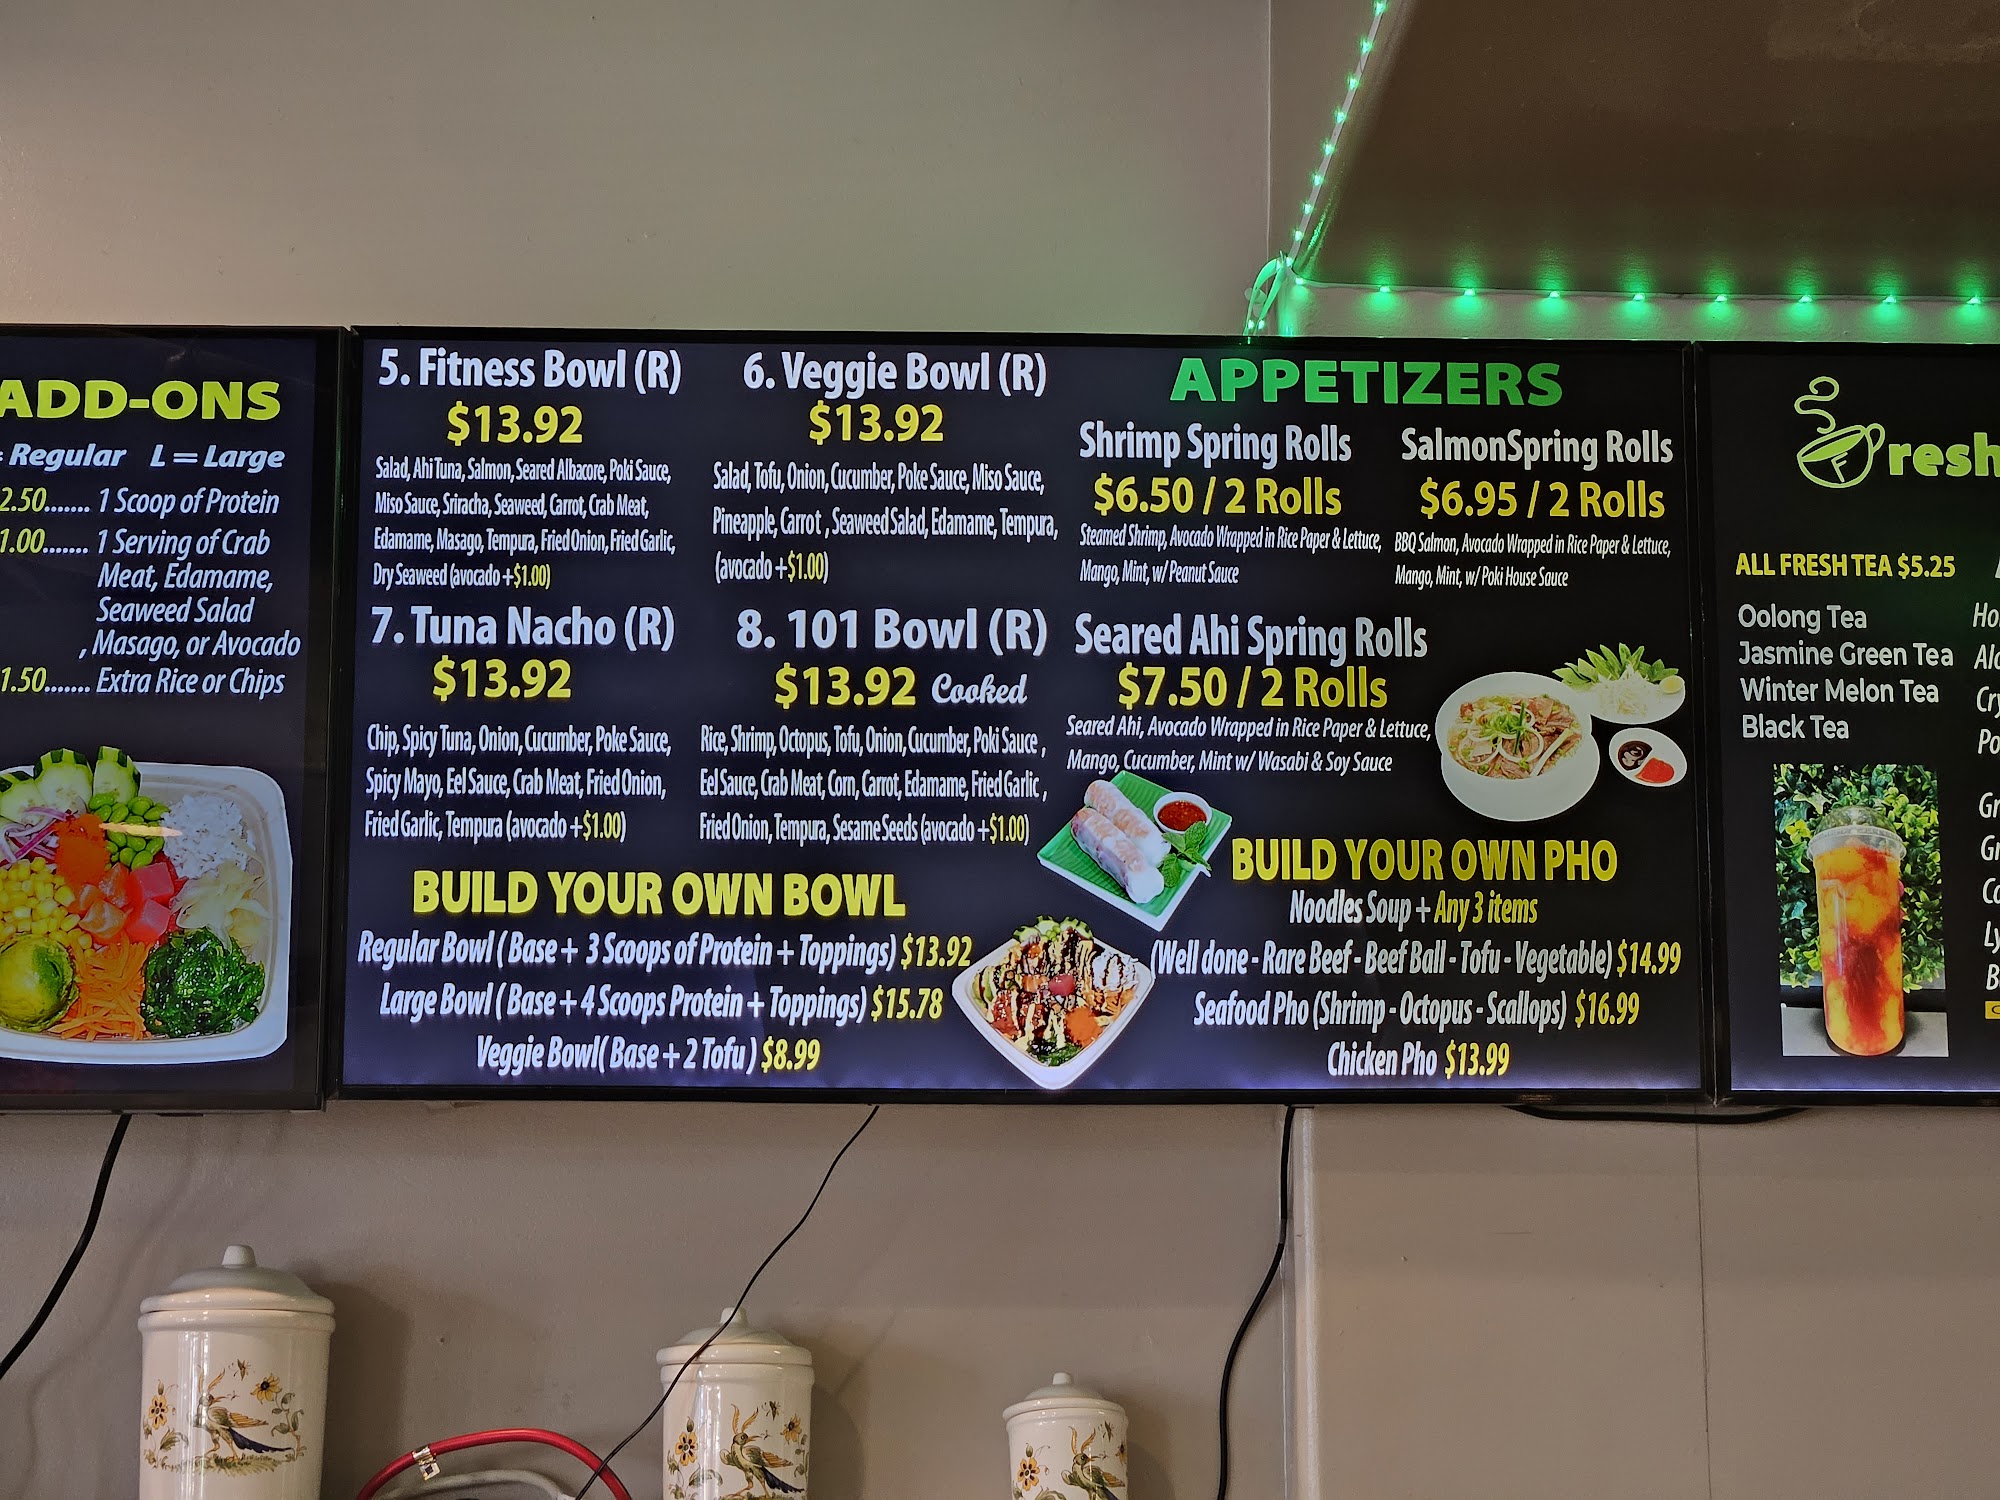 ADD-ONS
= Regular L = Large
2.50....... 1 Scoop of Protein
1.00....... 1 Serving of Crab
Meat, Edamame,
Seaweed Salad
, Masago, or Avocado
1.50....... Extra Rice or Chips
5. Fitness Bowl (R)
$13.92
Salad, Ahi Tuna, Salmon, Seared Albacore, Poki Sauce,
Miso Sauce, Sriracha, Seaweed, Carrot, Crab Meat,
Edamame, Masago, Tempura, Fried Onion, Fried Garlic,
Dry Seaweed (avocado +$1.00)
6. Veggie Bowl (R)
$13.92
Salad, Tofu, Onion, Cucumber, Poke Sauce, Miso Sauce,
Pineapple, Carrot , Seaweed Salad, Edamame, Tempura,
(avocado +$1.00)
7. Tuna Nacho (R)
$13.92
Chip, Spicy Tuna, Onion, Cucumber, Poke Sauce,
Spicy Mayo, Eel Sauce, Crab Meat, Fried Onion,
Fried Garlic, Tempura (avocado +$1.00)
8. 101 Bowl (R)
$13.92 Cooked
Rice, Shrimp, Octopus, Tofu, Onion, Cucumber, Poki Sauce ,
Eel Sauce, Crab Meat, Corn, Carrot, Edamame, Fried Garlic ,
Fried Onion, Tempura, Sesame Seeds (avocado +$1.00)
BUILD YOUR OWN BOWL
Regular Bowl ( Base + 3 Scoops of Protein + Toppings) $13.92
Large Bowl ( Base + 4 Scoops Protein + Toppings) $15.78
Veggie Bowl( Base + 2 Tofu ) $8.99
APPETIZERS
Shrimp Spring Rolls
$6.50 / 2 Rolls
Steamed Shrimp, Avocado Wrapped in Rice Paper & Lettuce,
Mango, Mint, w/ Peanut Sauce
SalmonSpring Rolls
$6.95 / 2 Rolls
BBQ Salmon, Avocado Wrapped in Rice Paper & Lettuce,
Mango, Mint, w/ Poki House Sauce
Seared Ahi Spring Rolls
$7.50 / 2 Rolls
Seared Ahi, Avocado Wrapped in Rice Paper & Lettuce,
Mango, Cucumber, Mint w/ Wasabi & Soy Sauce
BUILD YOUR OWN PHO
Noodles Soup + Any 3 items
(Well done - Rare Beef - Beef Ball - Tofu - Vegetable) $14.99
Seafood Pho (Shrimp - Octopus - Scallops) $16.99
Chicken Pho $13.99
Fresh
ALL FRESH TEA $5.25
Oolong Tea
Jasmine Green Tea
Winter Melon Tea
Black Tea